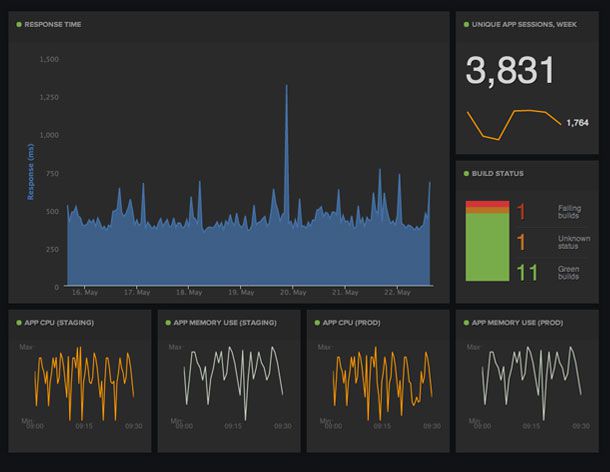 RESPONSE TIME
1,500
1,250
1,000
750
500
250
0
Response (ms)
16. May
17. May
18. May
19. May
20. May
21. May
22. May
UNIQUE APP SESSIONS, WEEK
3,831
1,764
BUILD STATUS
1 Failing
builds
1 Unknown
status
11 Green
builds
APP CPU (STAGING)
Max
Min
09:00 09:15 09:30
APP MEMORY USE (STAGING)
Max
Min
09:00 09:15 09:30
APP CPU (PROD)
Max
Min
09:00 09:15 09:30
APP MEMORY USE (PROD)
Max
Min
09:00 09:15 09:30